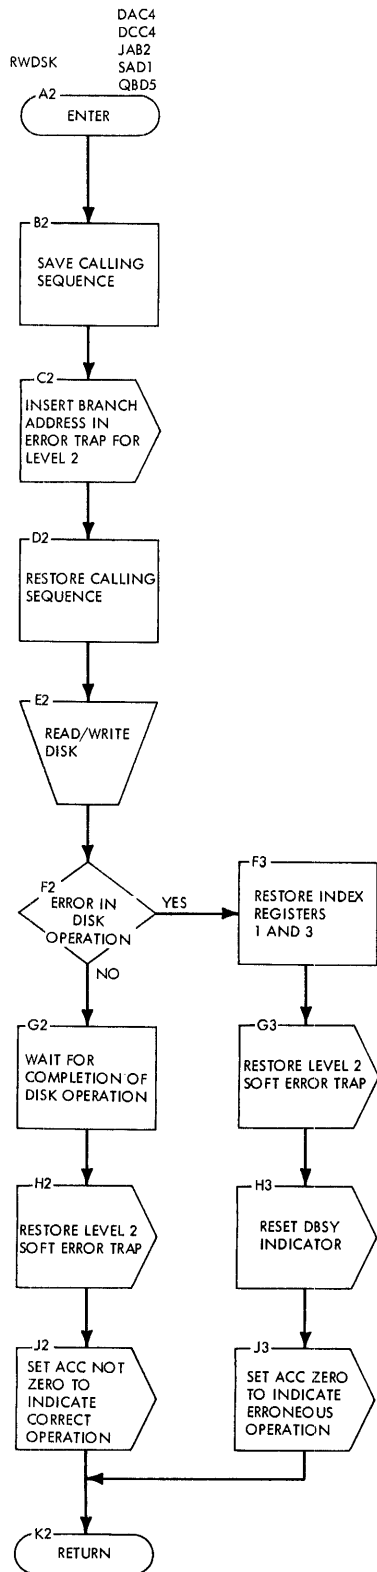 DAC4
DCC4
JAB2
SAD1
QBD5
RWDSK
A2
ENTER
B2
SAVE CALLING
SEQUENCE
C2
INSERT BRANCH
ADDRESS IN
ERROR TRAP FOR
LEVEL 2
D2
RESTORE CALLING
SEQUENCE
E2
READ/WRITE
DISK
F2
ERROR IN
DISK
OPERATION
YES
NO
F3
RESTORE INDEX
REGISTERS
1 AND 3
G2
WAIT FOR
COMPLETION OF
DISK OPERATION
G3
RESTORE LEVEL 2
SOFT ERROR TRAP
H2
RESTORE LEVEL 2
SOFT ERROR TRAP
H3
RESET DBSY
INDICATOR
J2
SET ACC NOT
ZERO TO
INDICATE
CORRECT
OPERATION
J3
SET ACC ZERO
TO INDICATE
ERRONEOUS
OPERATION
K2
RETURN